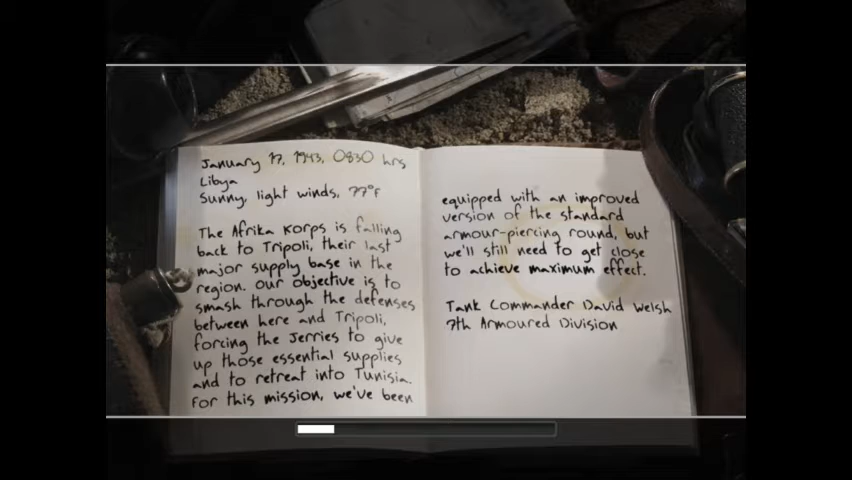 January 17, 1943, 0830 hrs
Libya
Sunny, light winds, 77°F
The Afrika Korps is falling
back to Tripoli, their last
major supply base in the
region. Our objective is to
smash through the defenses
between here and Tripoli,
forcing the Jerries to give
up those essential supplies
and to retreat into Tunisia.
For this mission, we've been
equipped with an improved
version of the standard
armour-piercing round, but
we'll still need to get close
to achieve maximum effect.
Tank Commander David Welsh
7th Armoured Division